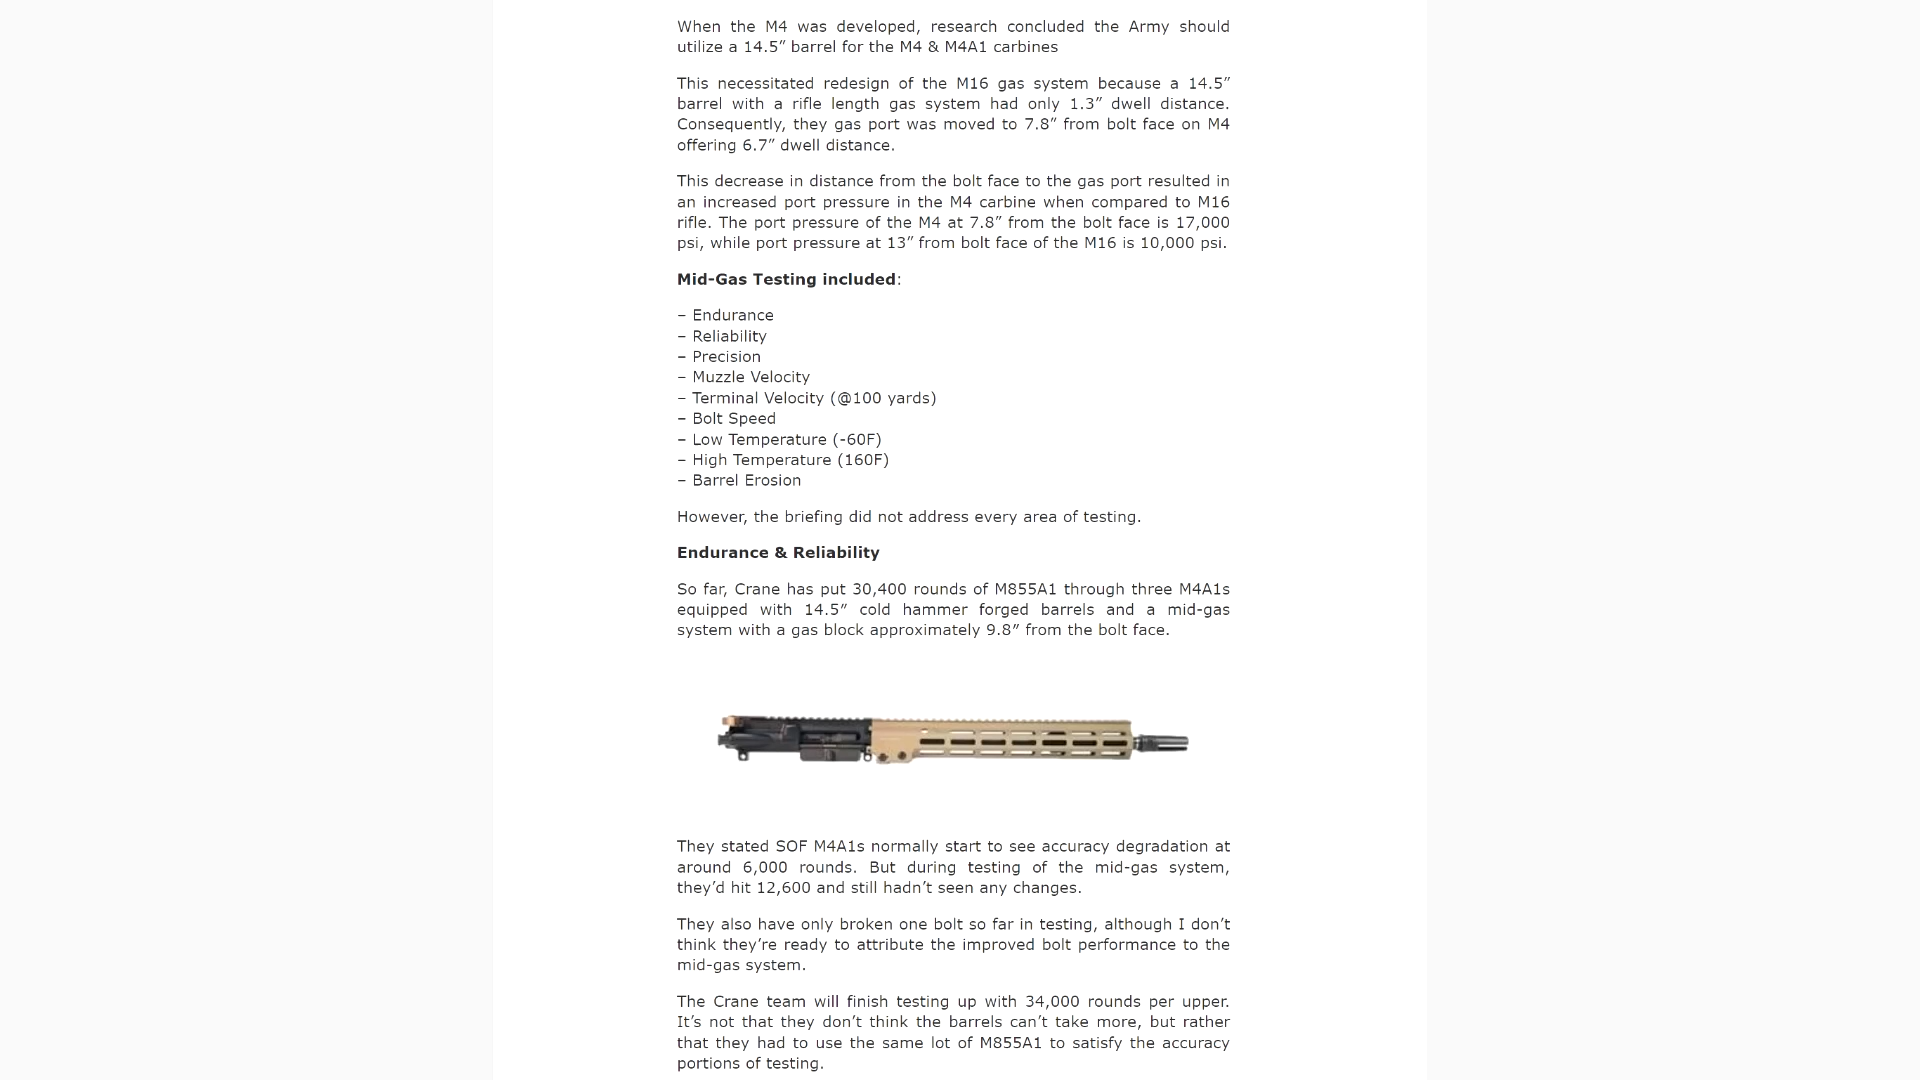 When the M4 was developed, research concluded the Army should
utilize a 14.5” barrel for the M4 & M4A1 carbines
This necessitated redesign of the M16 gas system because a 14.5”
barrel with a rifle length gas system had only 1.3” dwell distance.
Consequently, they gas port was moved to 7.8” from bolt face on M4
offering 6.7” dwell distance.
This decrease in distance from the bolt face to the gas port resulted in
an increased port pressure in the M4 carbine when compared to M16
rifle. The port pressure of the M4 at 7.8” from the bolt face is 17,000
psi, while port pressure at 13” from bolt face of the M16 is 10,000 psi.
Mid-Gas Testing included:
– Endurance
– Reliability
– Precision
– Muzzle Velocity
– Terminal Velocity (@100 yards)
– Bolt Speed
– Low Temperature (-60F)
– High Temperature (160F)
– Barrel Erosion
However, the briefing did not address every area of testing.
Endurance & Reliability
So far, Crane has put 30,400 rounds of M855A1 through three M4A1s
equipped with 14.5” cold hammer forged barrels and a mid-gas
system with a gas block approximately 9.8” from the bolt face.
They stated SOF M4A1s normally start to see accuracy degradation at
around 6,000 rounds. But during testing of the mid-gas system,
they’d hit 12,600 and still hadn’t seen any changes.
They also have only broken one bolt so far in testing, although I don’t
think they’re ready to attribute the improved bolt performance to the
mid-gas system.
The Crane team will finish testing up with 34,000 rounds per upper.
It’s not that they don’t think the barrels can’t take more, but rather
that they had to use the same lot of M855A1 to satisfy the accuracy
portions of testing.